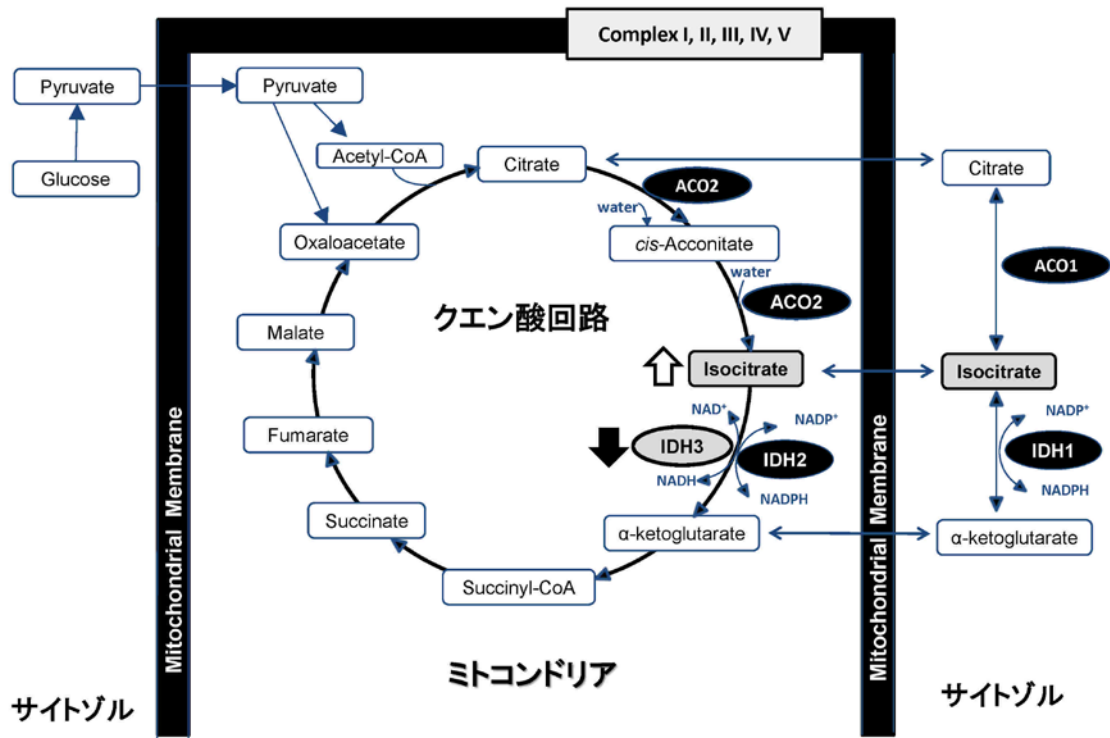 Complex I, II, III, IV, V
Pyruvate
Pyruvate
Acetyl-CoA
Citrate
Citrate
Glucose
ACO2
water
Oxaloacetate
cis-Acconitate
water
ACO1
ACO2
クエン酸回路
Malate
Isocitrate
Isocitrate
NAD+
NADP+
NADP+
Fumarate
IDH3
IDH2
IDH1
NADH
NADPH
NADPH
Succinate
α-ketoglutarate
α-ketoglutarate
Succinyl-CoA
Mitochondrial Membrane
Mitochondrial Membrane
ミトコンドリア
サイトゾル
サイトゾル